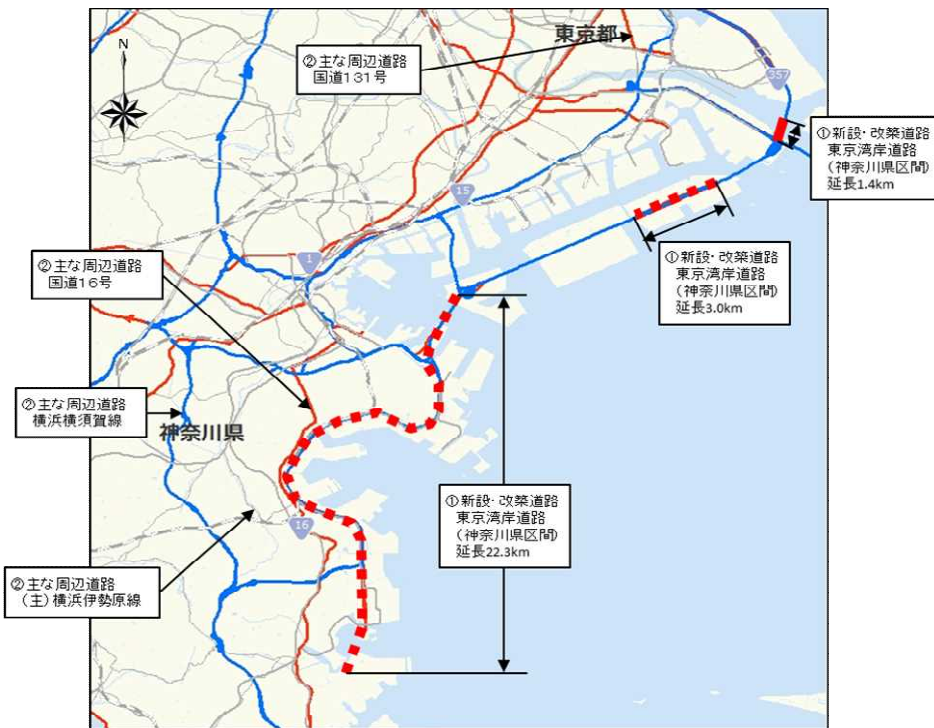 N
②主な周辺道路
国道131号
東京都
357
①新設・改築道路
東京湾岸道路
(神奈川県区間)
延長1.4km
15
①新設・改築道路
東京湾岸道路
(神奈川県区間)
延長3.0km
②主な周辺道路
国道16号
1
②主な周辺道路
横浜横須賀線
神奈川県
①新設・改築道路
東京湾岸道路
(神奈川県区間)
延長22.3km
16
②主な周辺道路
(主)横浜伊勢原線